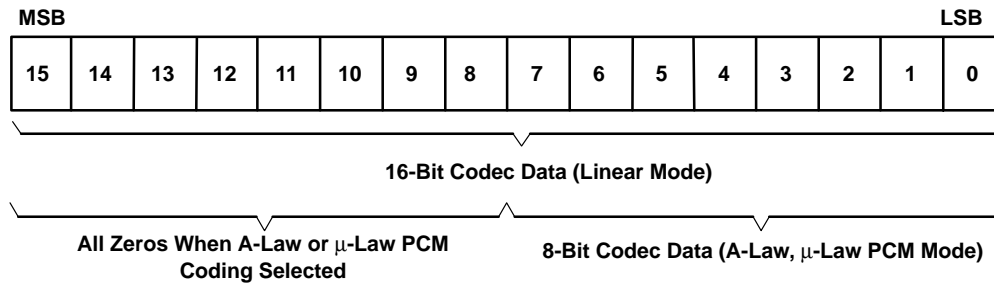 MSB LSB
15 14 13 12 11 10 9 8 7 6 5 4 3 2 1 0
16-Bit Codec Data (Linear Mode)
All Zeros When A-Law or μ-Law PCM
Coding Selected
8-Bit Codec Data (A-Law, μ-Law PCM Mode)